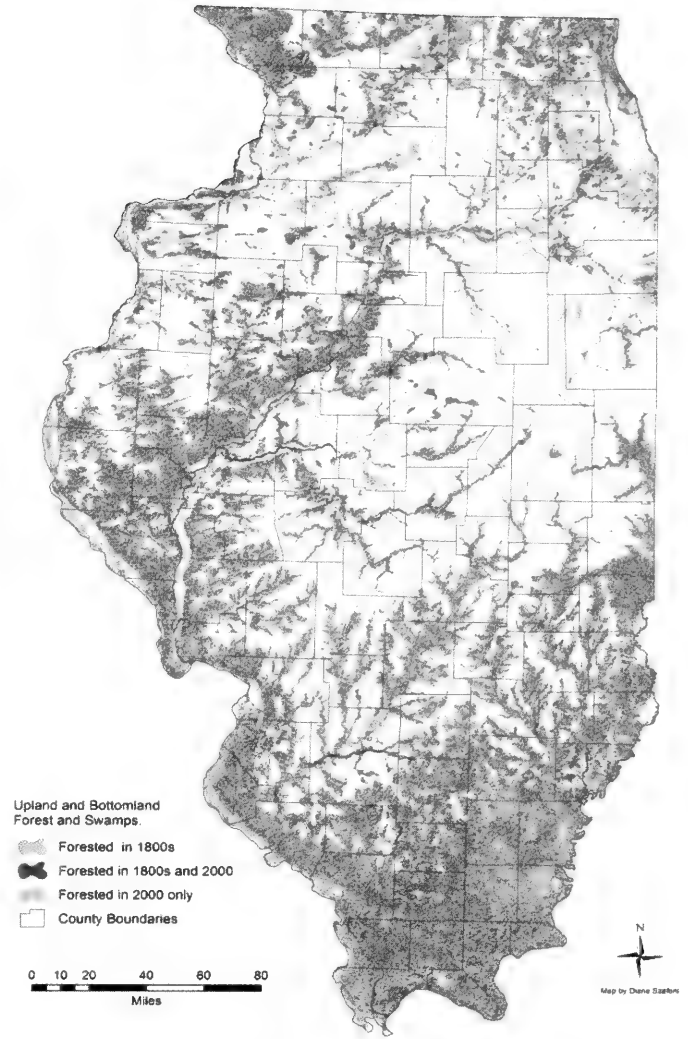 Upland and Bottomland
Forest and Swamps.
Forested in 1800s
Forested in 1800s and 2000
Forested in 2000 only
County Boundaries
0 10 20 40 60 80
Miles
N
Map by Diane